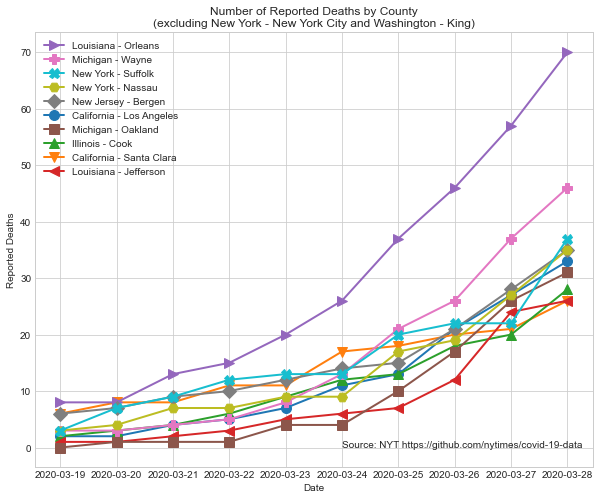 Number of Reported Deaths by County
(excluding New York - New York City and Washington - King)
Louisiana - Orleans
Michigan - Wayne
New York - Suffolk
New York - Nassau
New Jersey - Bergen
California - Los Angeles
Michigan - Oakland
Illinois - Cook
California - Santa Clara
Louisiana - Jefferson
Reported Deaths
70
60
50
40
30
20
10
0
Source: NYT https://github.com/nytimes/covid-19-data
2020-03-19 2020-03-20 2020-03-21 2020-03-22 2020-03-23 2020-03-24 2020-03-25 2020-03-26 2020-03-27 2020-03-28
Date